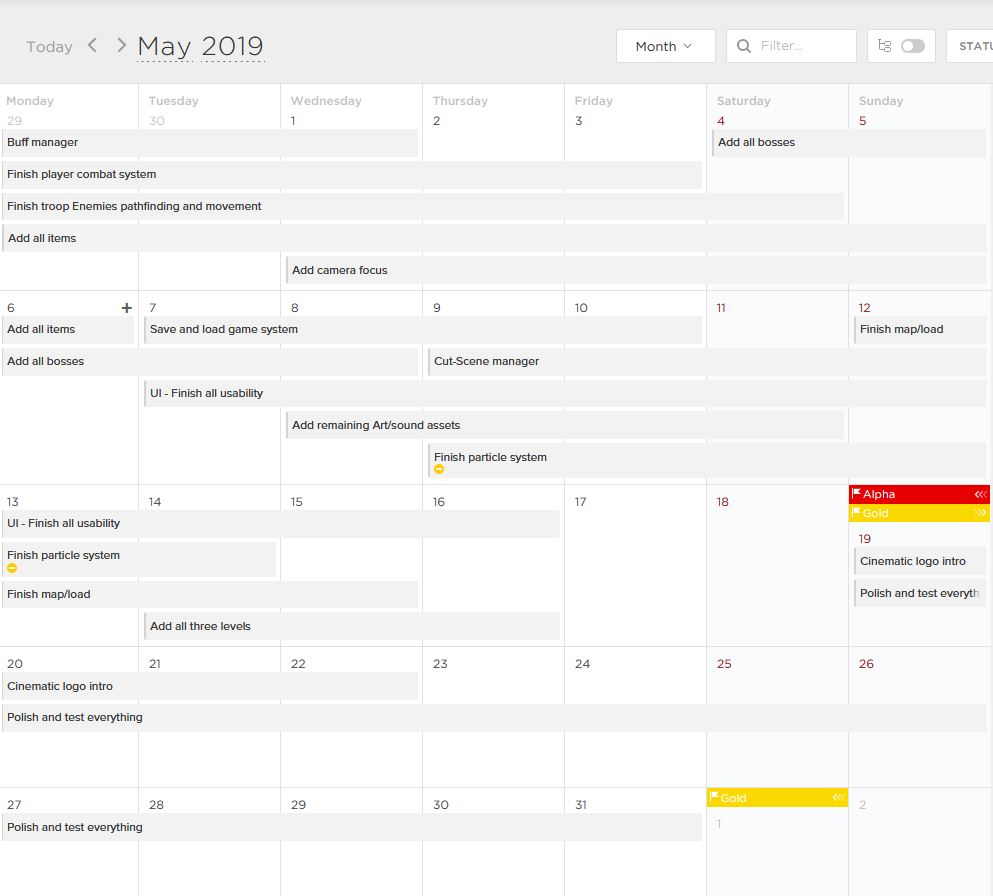 Today May 2019 Month Filter...
Monday Tuesday Wednesday Thursday Friday Saturday Sunday
29 30 1 2 3 4 5
Buff manager Add all bosses
Finish player combat system
Finish troop Enemies pathfinding and movement
Add all items
Add camera focus
6 7 8 9 10 11 12
Add all items Save and load game system Finish map/load
Add all bosses Cut-Scene manager
UI - Finish all usability
Add remaining Art/sound assets
Finish particle system
Alpha
Gold
13 14 15 16 17 18 19
UI - Finish all usability
Finish particle system Cinematic logo intro
Finish map/load Polish and test everyth
Add all three levels
20 21 22 23 24 25 26
Cinematic logo intro
Polish and test everything
Gold
27 28 29 30 31 1 2
Polish and test everything